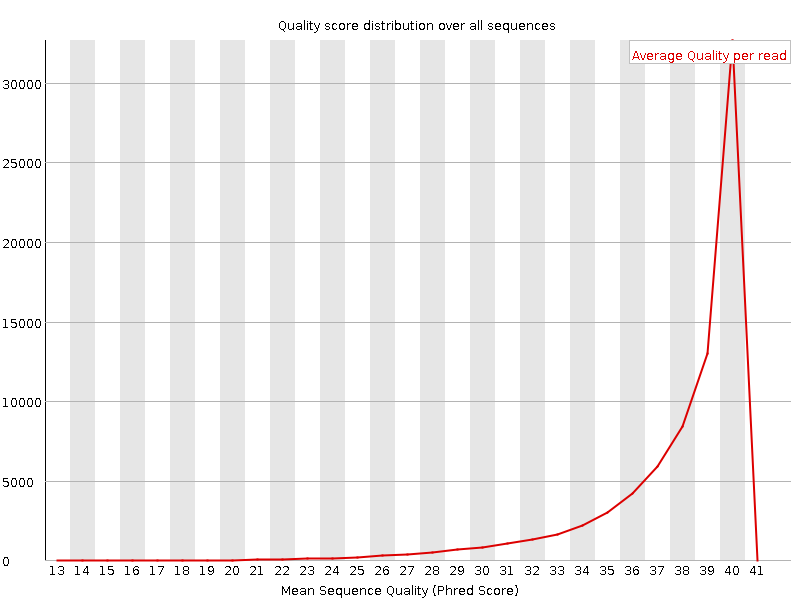 Quality score distribution over all sequences
Average Quality per read
30000
25000
20000
15000
10000
5000
0
13 14 15 16 17 18 19 20 21 22 23 24 25 26 27 28 29 30 31 32 33 34 35 36 37 38 39 40 41
Mean Sequence Quality (Phred Score)